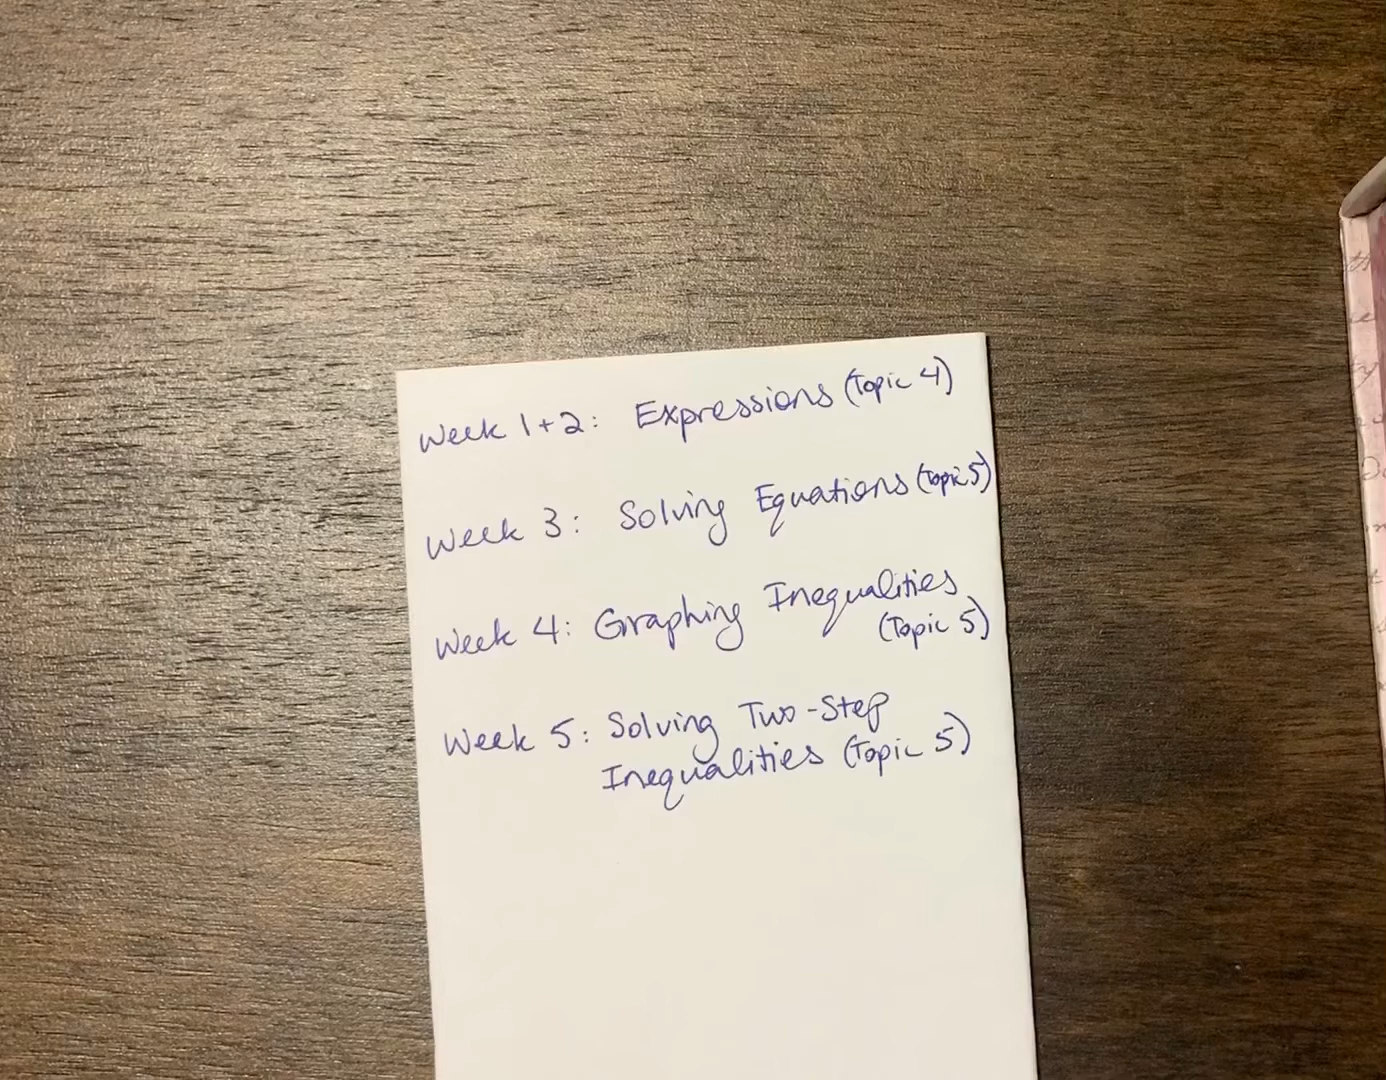 Week 1+2: Expressions (Topic 4)
Week 3: Solving Equations (Topic 5)
Week 4: Graphing Inequalities
(Topic 5)
Week 5: Solving Two-Step
Inequalities (Topic 5)